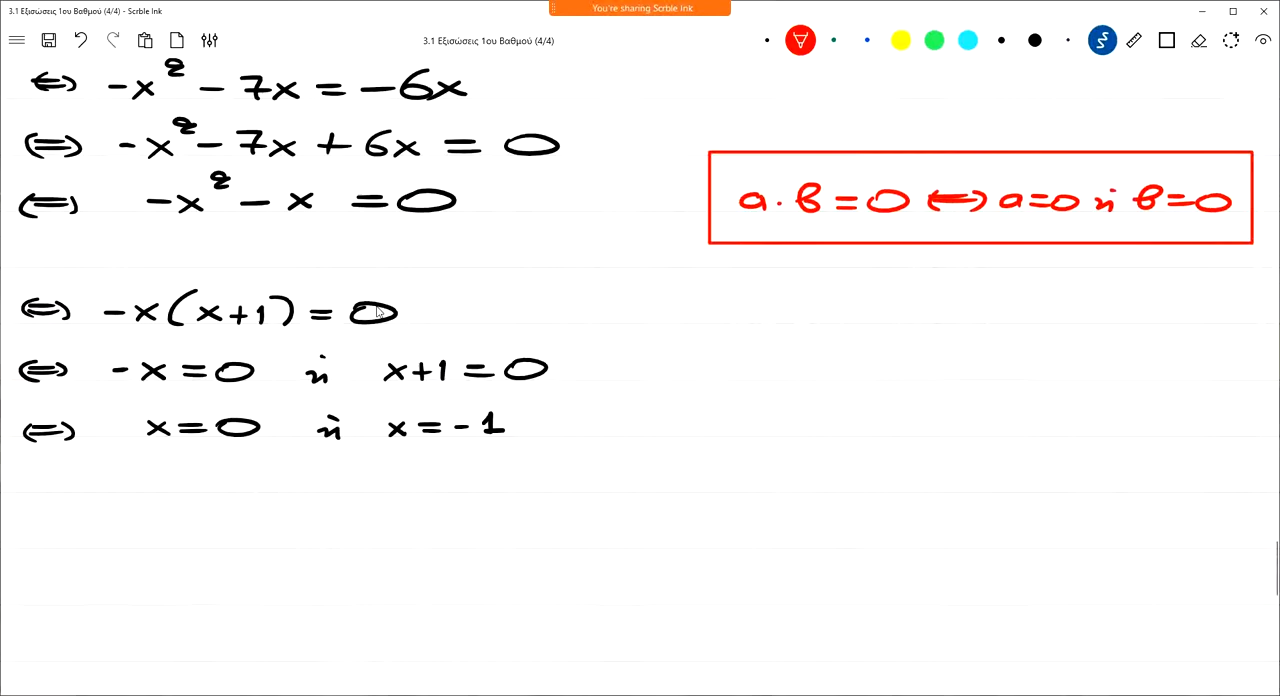 3.1 Εξισώσεις 1ου Βαθμού (4/4) - Scrble Ink
You're sharing Scrble Ink
3.1 Εξισώσεις 1ου Βαθμού (4/4)
⇔ -x² - 7x = -6x
⇔ -x² - 7x + 6x = 0
⇔ -x² - x = 0
α · β = 0 ⇔ α = 0 ή β = 0
⇔ -x(x+1) = 0
⇔ -x = 0 ή x+1 = 0
⇔ x = 0 ή x = -1